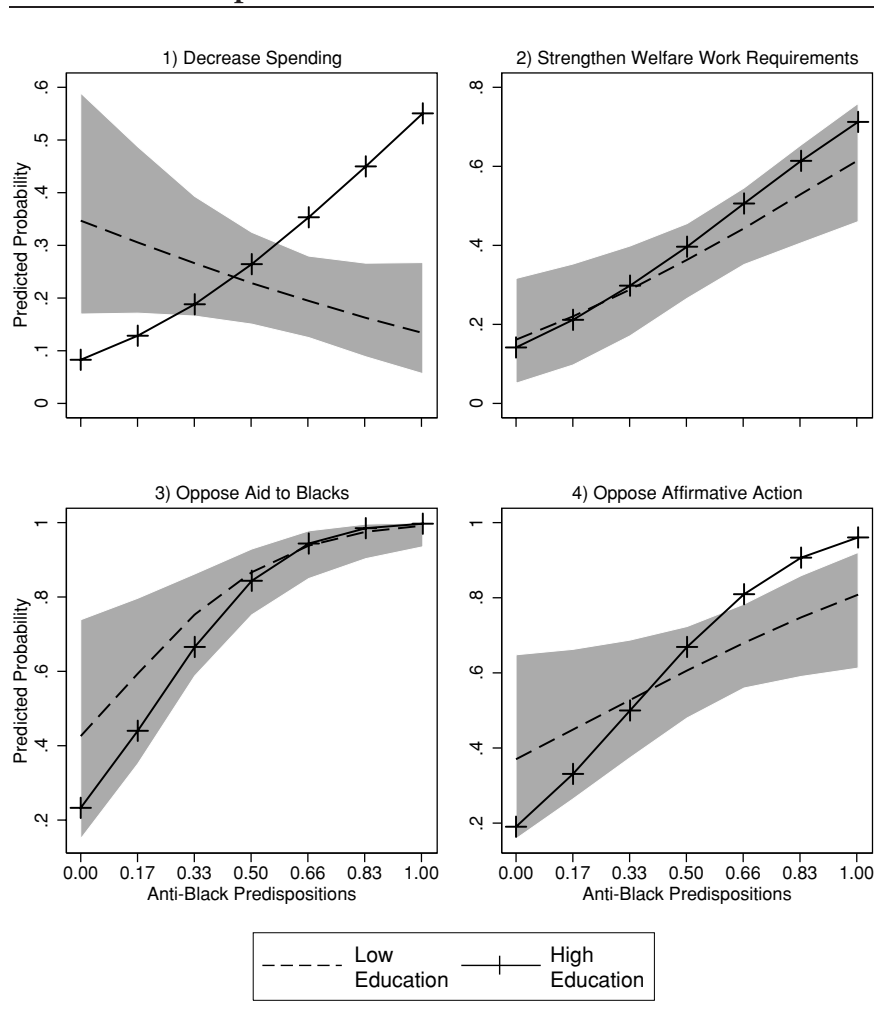 1) Decrease Spending
Predicted Probability
.6
.5
.4
.3
.2
.1
0
2) Strengthen Welfare Work Requirements
.8
.6
.4
.2
0
3) Oppose Aid to Blacks
Predicted Probability
1
.8
.6
.4
.2
0.00 0.17 0.33 0.50 0.66 0.83 1.00
Anti-Black Predispositions
4) Oppose Affirmative Action
1
.8
.6
.4
.2
0.00 0.17 0.33 0.50 0.66 0.83 1.00
Anti-Black Predispositions
Low
Education
High
Education